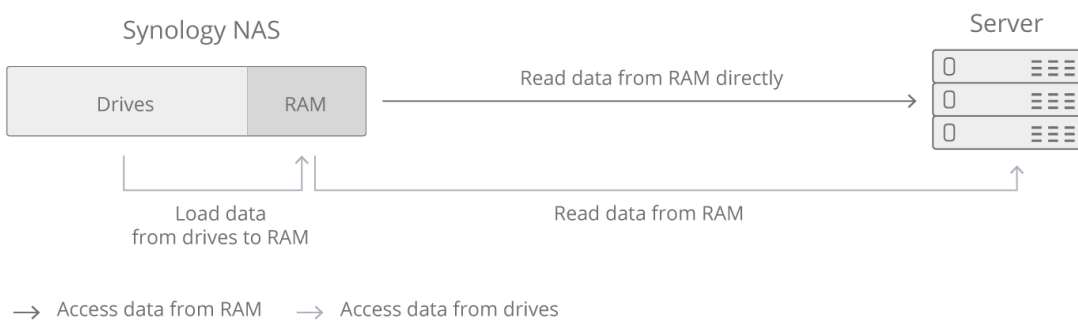 Synology NAS
Server
Drives
RAM
Read data from RAM directly
Load data
from drives to RAM
Read data from RAM
Access data from RAM
Access data from drives